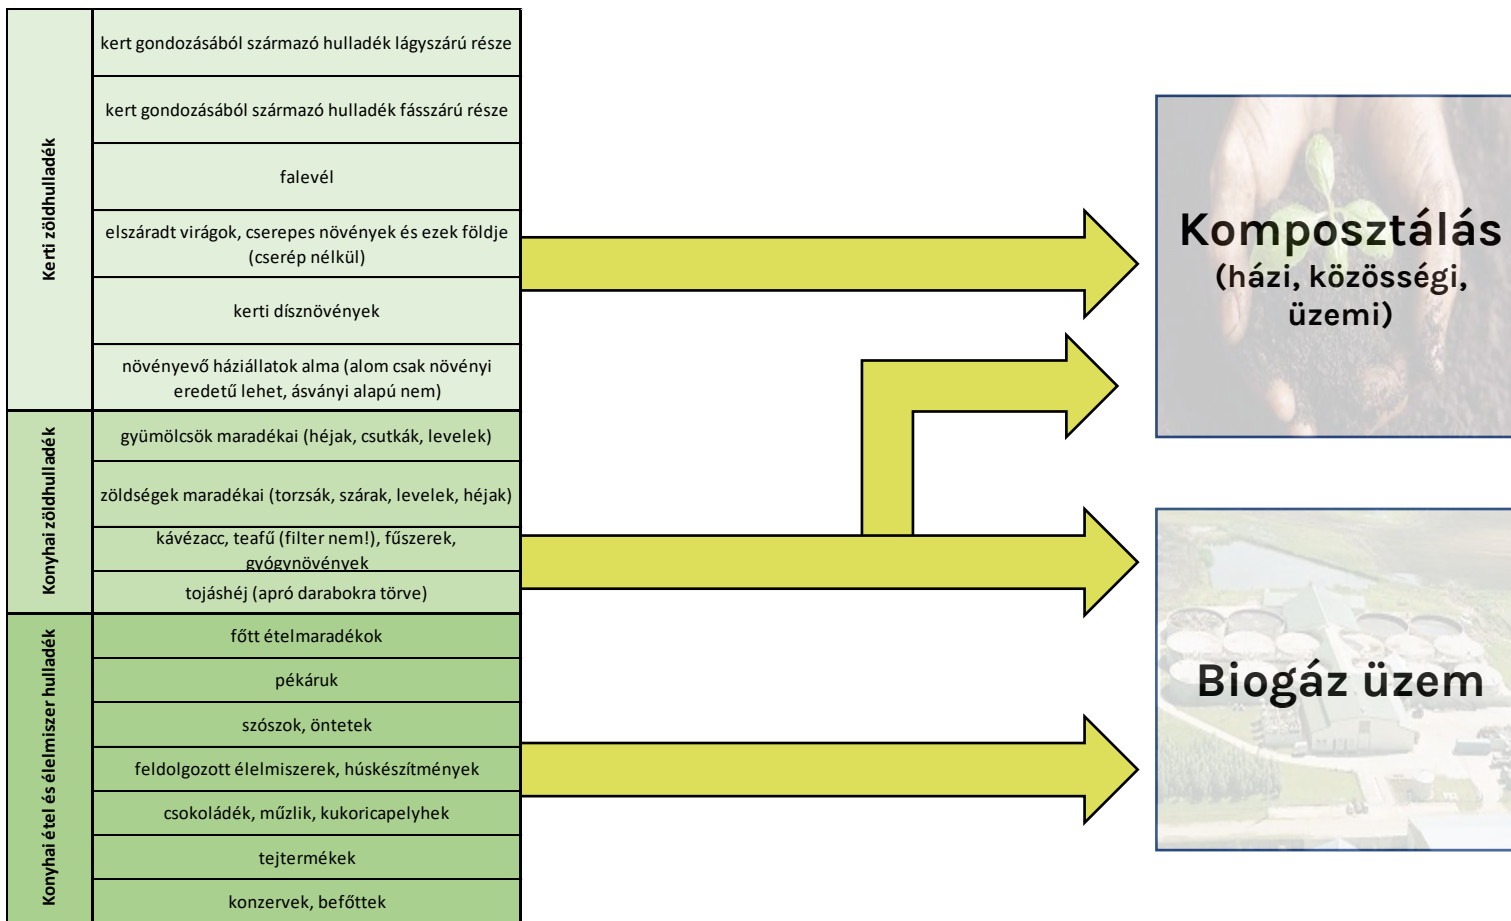 Kerti zöldhulladék
kert gondozásából származó hulladék lágyszárú része
kert gondozásából származó hulladék fásszárú része
falevél
elszáradt virágok, cserepes növények és ezek földje
(cserép nélkül)
kerti dísznövények
növényevő háziállatok alma (alom csak növényi
eredetű lehet, ásványi alapú nem)
Konyhai zöldhulladék
gyümölcsök maradékai (héjak, csutkák, levelek)
zöldségek maradékai (torzsák, szárak, levelek, héjak)
kávézacc, teafű (filter nem!), fűszerek,
gyógynövények
tojáshéj (apró darabokra törve)
Konyhai étel és élelmiszer hulladék
főtt ételmaradékok
pékáruk
szószok, öntetek
feldolgozott élelmiszerek, húskészítmények
csokoládék, műzlik, kukoricapelyhek
tejtermékek
konzervek, befőttek
Komposztálás
(házi, közösségi,
üzemi)
Biogáz üzem